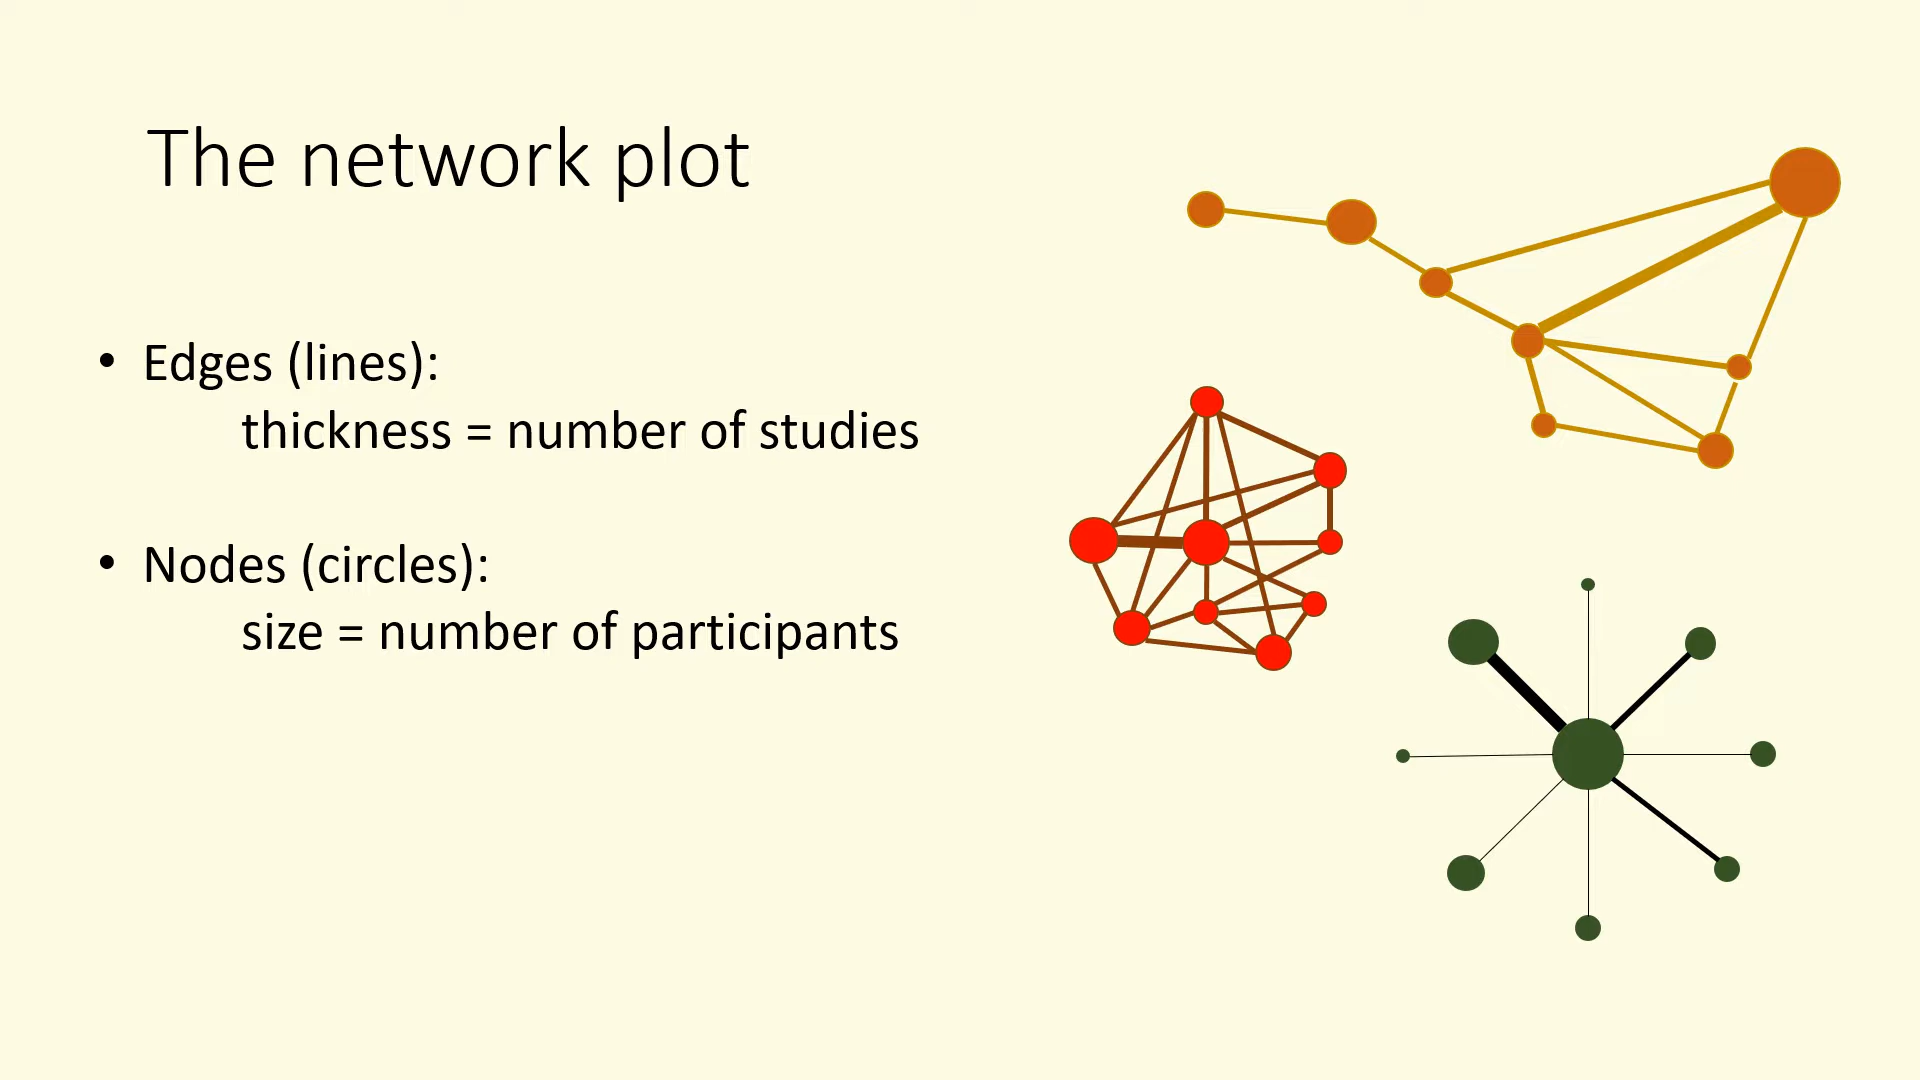 The network plot
• Edges (lines):
thickness = number of studies
• Nodes (circles):
size = number of participants